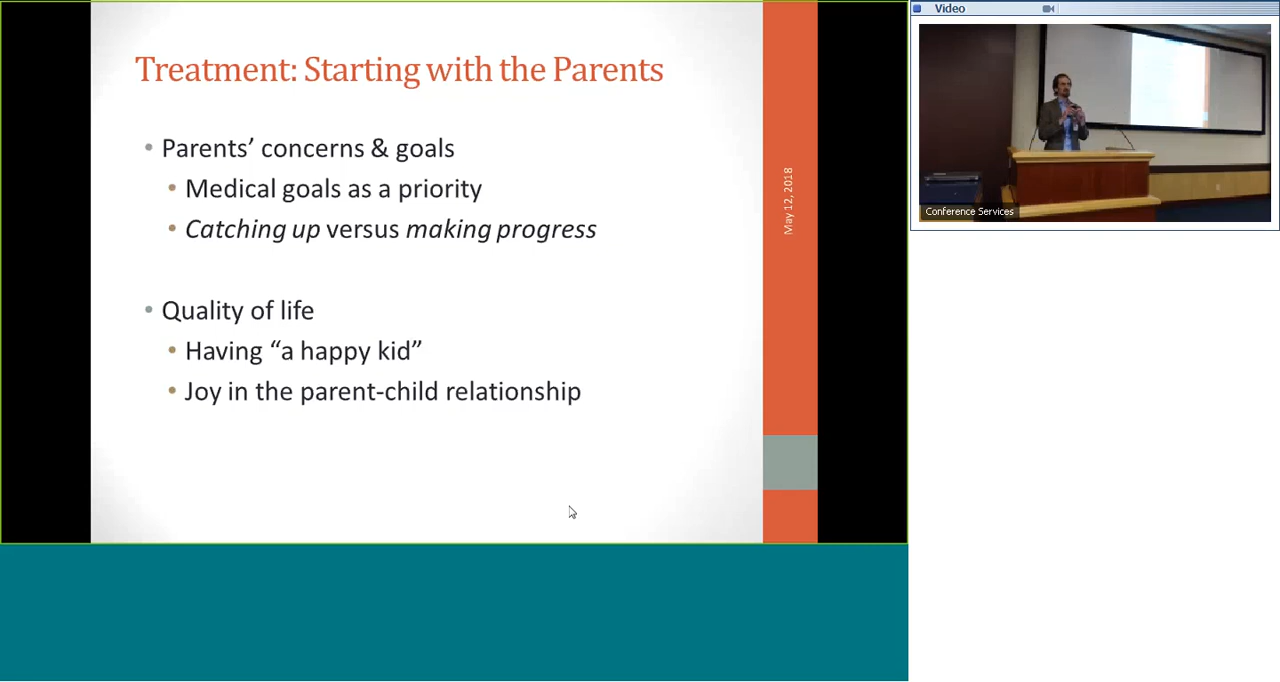 Treatment: Starting with the Parents
• Parents’ concerns & goals
• Medical goals as a priority
• Catching up versus making progress
• Quality of life
• Having “a happy kid”
• Joy in the parent-child relationship
May 12, 2018
Video
Conference Services